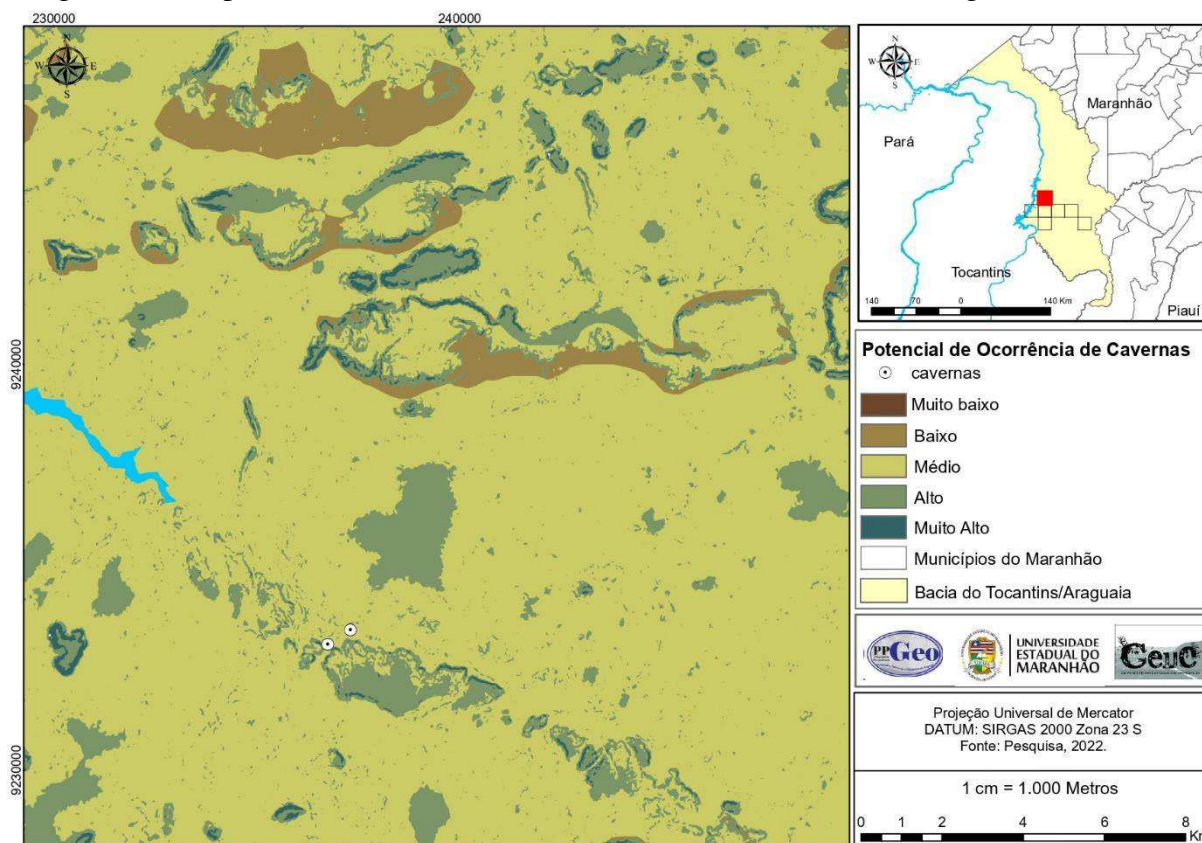 230000
240000
N
W E
S
9240000
9230000
N
W E
S
Maranhão
Pará
Tocantins
Piauí
140 70 0 140 Km
Potencial de Ocorrência de Cavernas
cavernas
Muito baixo
Baixo
Médio
Alto
Muito Alto
Municípios do Maranhão
Bacia do Tocantins/Araguaia
PP
Geo
UNIVERSIDADE
ESTADUAL DO
MARANHÃO
Projeção Universal de Mercator
DATUM: SIRGAS 2000 Zona 23 S
Fonte: Pesquisa, 2022.
1 cm = 1.000 Metros
0 1 2 4 6 8
Km